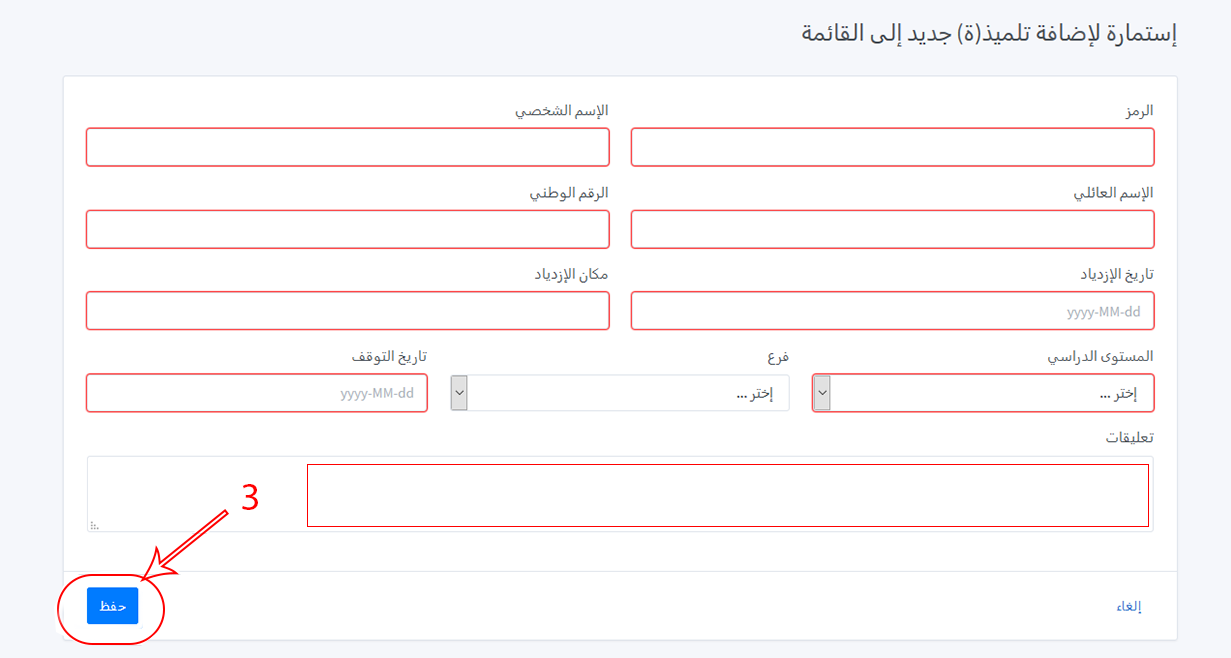 إستمارة لإضافة تلميذ(ة) جديد إلى القائمة
الرمز
الإسم الشخصي
الإسم العائلي
الرقم الوطني
تاريخ الإزدياد
مكان الإزدياد
yyyy-MM-dd
المستوى الدراسي
فرع
تاريخ التوقف
إختر ...
إختر ...
yyyy-MM-dd
تعليقات
3
إلغاء
حفظ